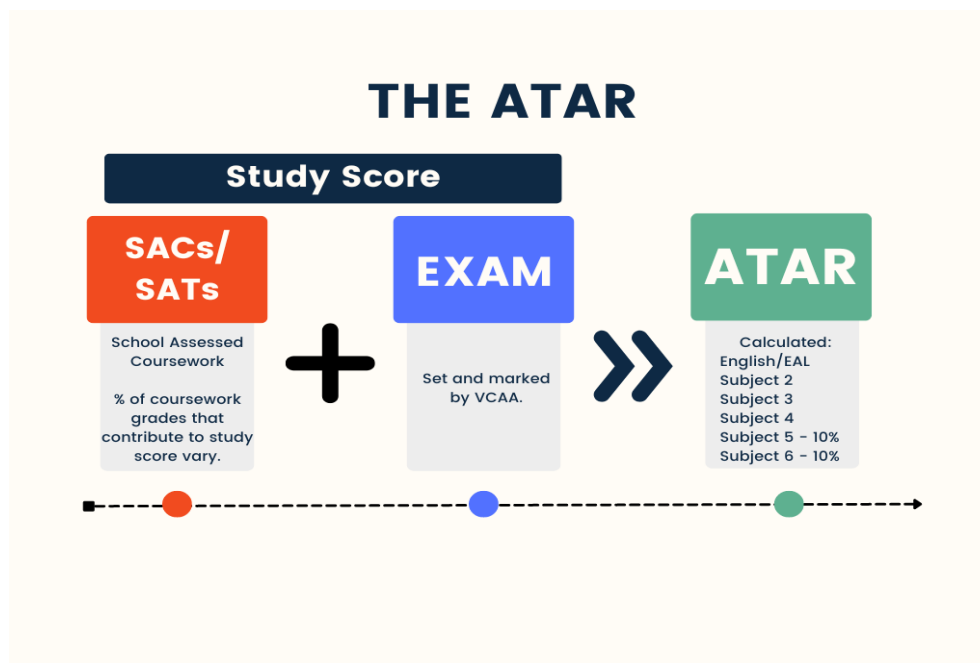 THE ATAR
Study Score
SACs/
SATs
School Assessed
Coursework
% of coursework
grades that
contribute to study
score vary.
EXAM
Set and marked
by VCAA.
ATAR
Calculated:
English/EAL
Subject 2
Subject 3
Subject 4
Subject 5 - 10%
Subject 6 - 10%